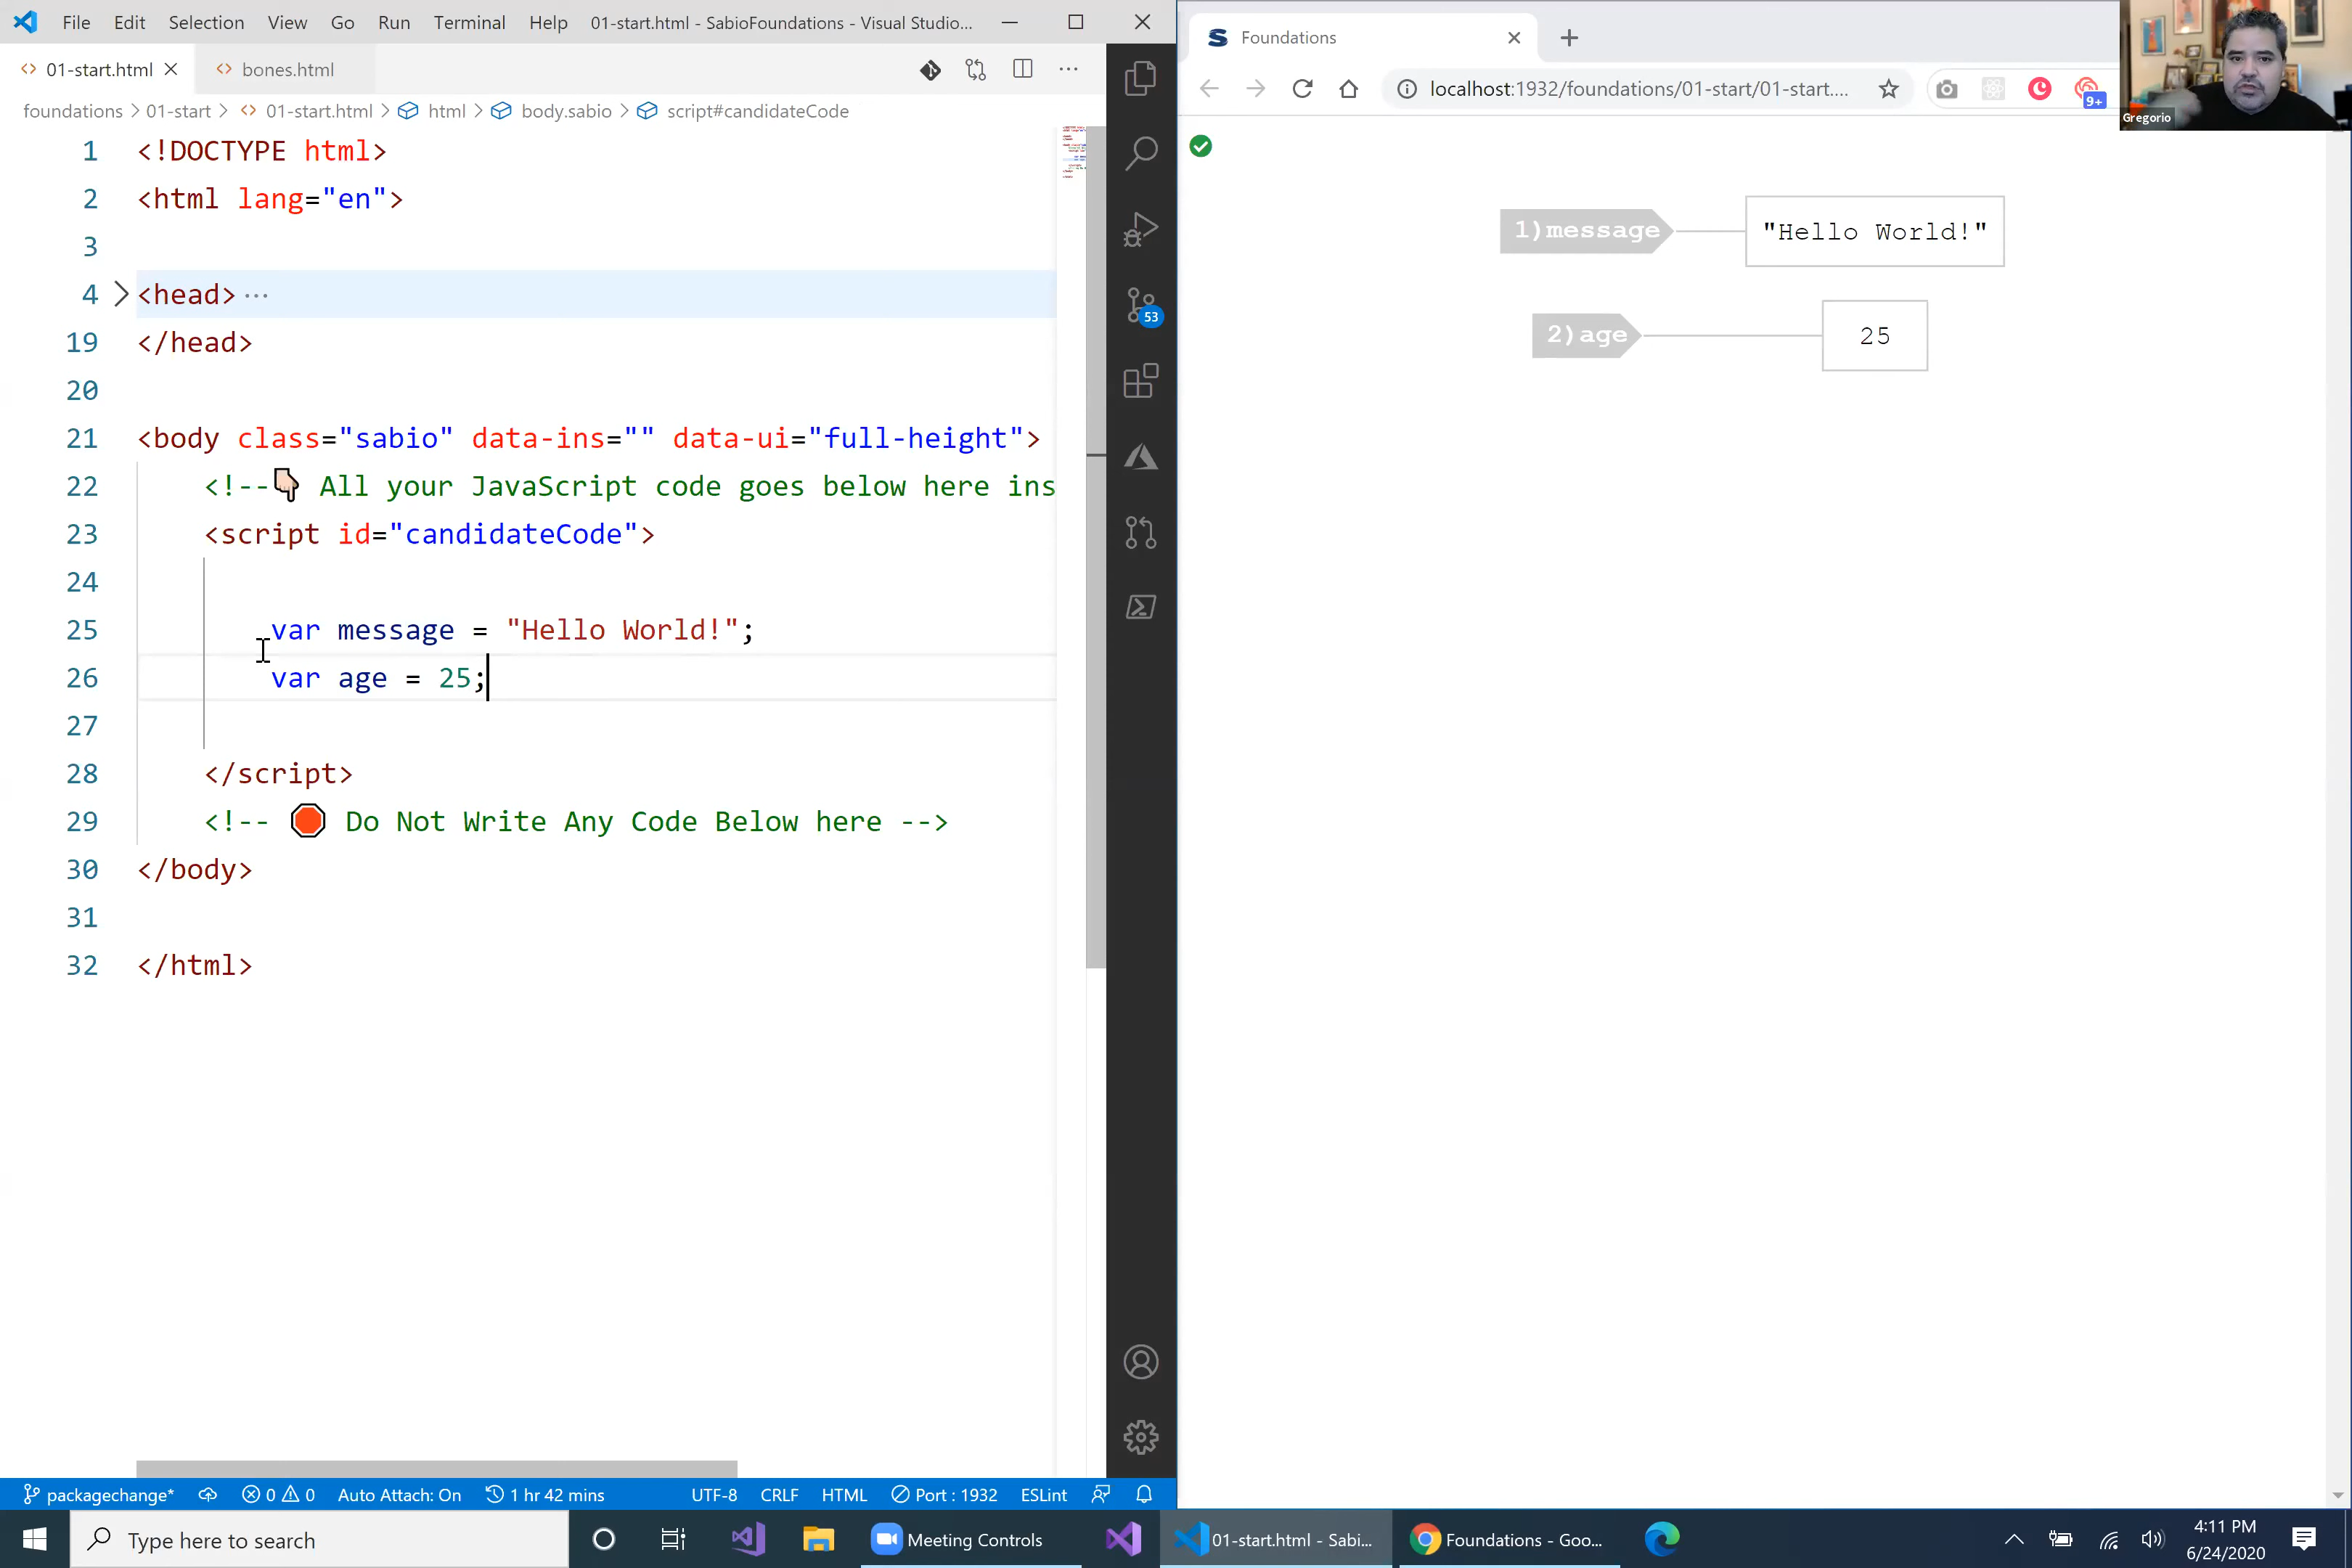 File Edit Selection View Go Run Terminal Help 01-start.html - SabioFoundations - Visual Studio...
01-start.html bones.html
foundations > 01-start > 01-start.html > html > body.sabio > script#candidateCode
1 <!DOCTYPE html>
2 <html lang="en">
3
4 <head> ...
19 </head>
20
21 <body class="sabio" data-ins="" data-ui="full-height">
22 <!--👇 All your JavaScript code goes below here ins
23 <script id="candidateCode">
24
25 var message = "Hello World!";
26 var age = 25;
27
28 </script>
29 <!-- 🛑 Do Not Write Any Code Below here -->
30 </body>
31
32 </html>
53
packagechange* 0 0 Auto Attach: On 1 hr 42 mins UTF-8 CRLF HTML Port : 1932 ESLint
Foundations
localhost:1932/foundations/01-start/01-start....
9+
Gregorio
1)message "Hello World!"
2)age 25
Type here to search Meeting Controls 01-start.html - Sabi... Foundations - Goo...
4:11 PM
6/24/2020